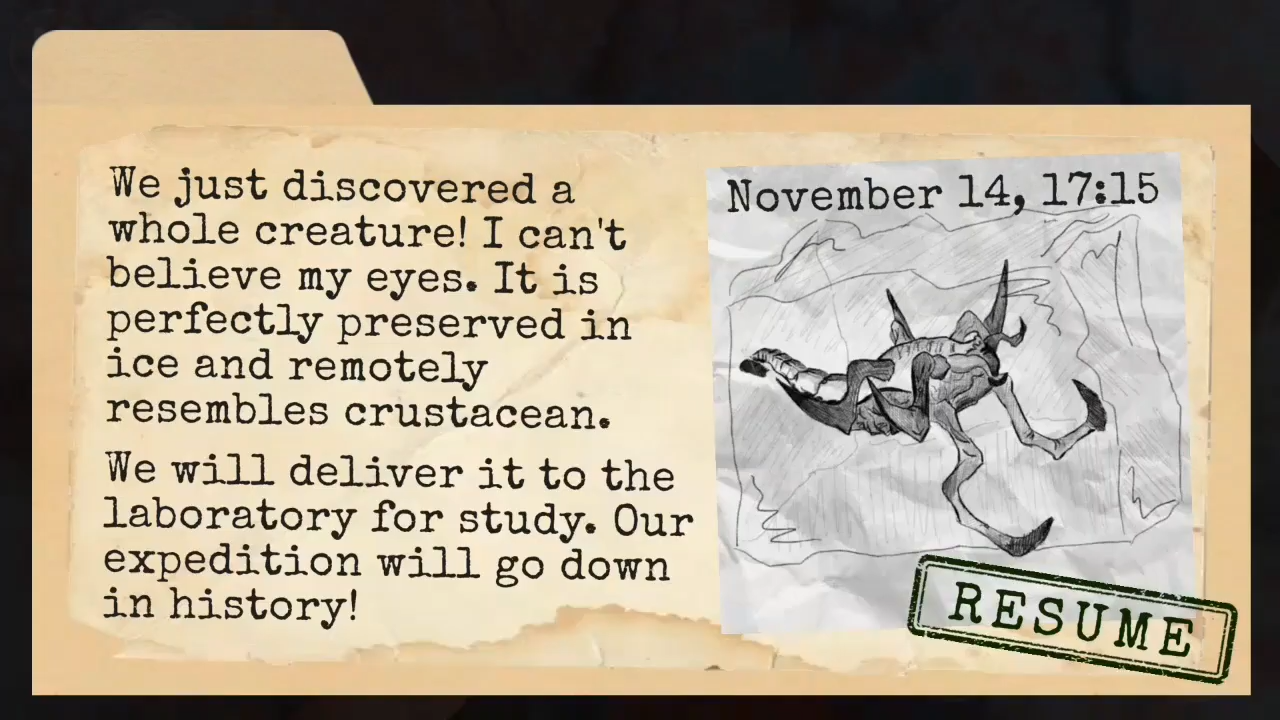 We just discovered a
whole creature! I can't
believe my eyes. It is
perfectly preserved in
ice and remotely
resembles crustacean.
We will deliver it to the
laboratory for study. Our
expedition will go down
in history!
November 14, 17:15
RESUME